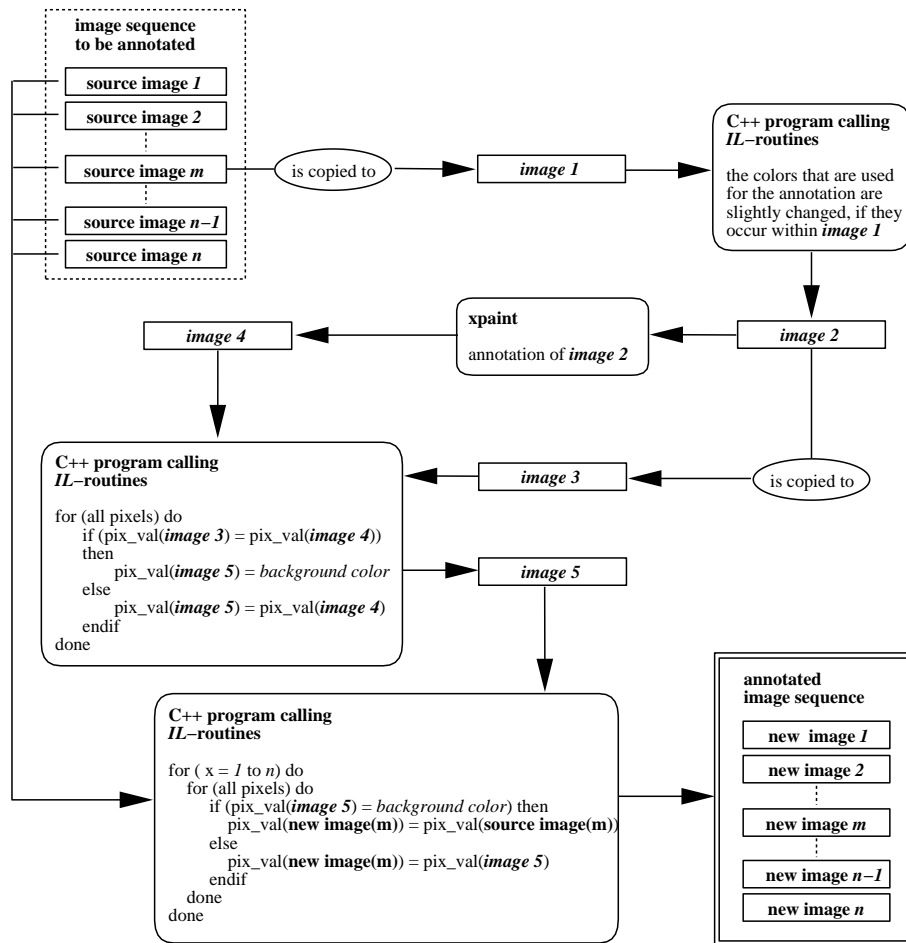 image sequence
to be annotated
source image 1
source image 2
source image m
source image n−1
source image n
is copied to
image 1
C++ program calling
IL−routines
the colors that are used
for the annotation are
slightly changed, if they
occur within image 1
image 2
xpaint
annotation of image 2
image 4
is copied to
image 3
C++ program calling
IL−routines
for (all pixels) do
if (pix_val(image 3) = pix_val(image 4))
then
pix_val(image 5) = background color
else
pix_val(image 5) = pix_val(image 4)
endif
done
image 5
C++ program calling
IL−routines
for ( x = 1 to n) do
for (all pixels) do
if (pix_val(image 5) = background color) then
pix_val(new image(m)) = pix_val(source image(m))
else
pix_val(new image(m)) = pix_val(image 5)
endif
done
done
annotated
image sequence
new image 1
new image 2
new image m
new image n−1
new image n